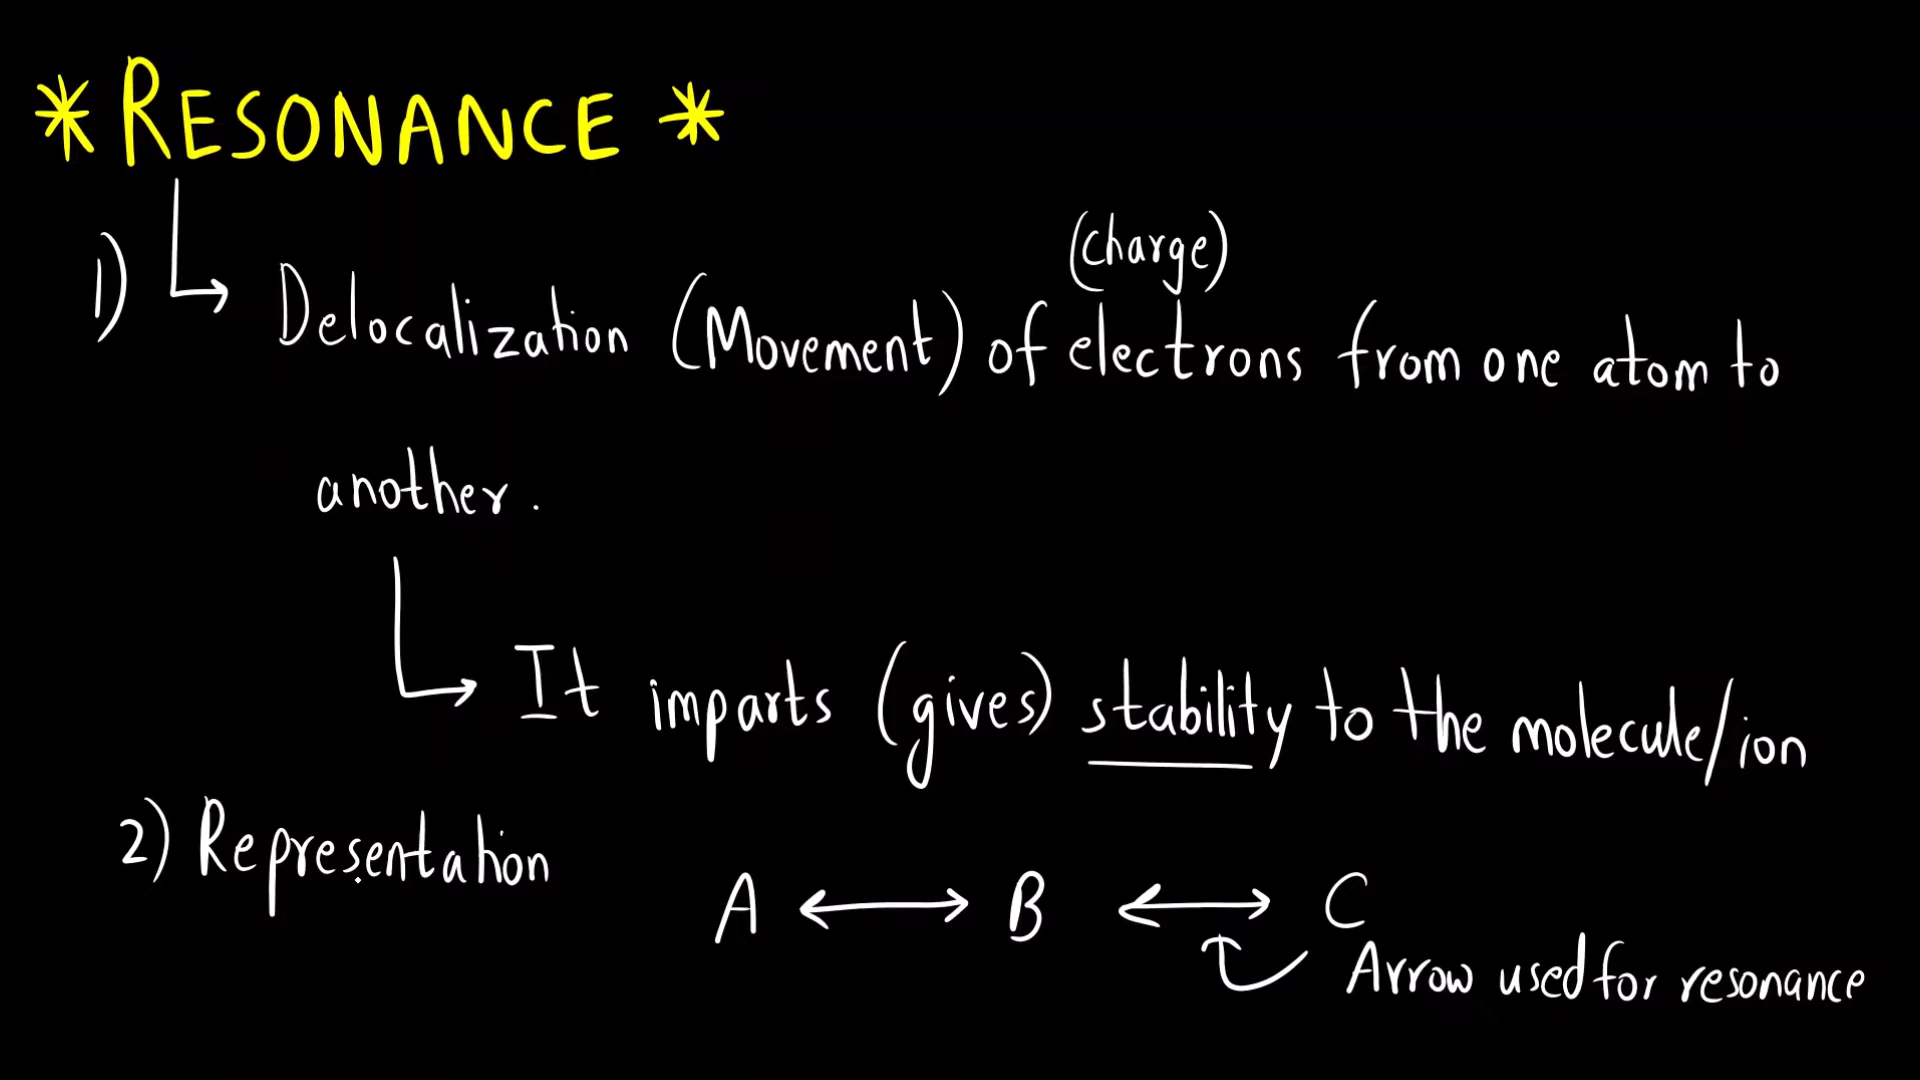 * RESONANCE *
(charge)
1) ↳ Delocalization (Movement) of electrons from one atom to
another.
↳ It imparts (gives) stability to the molecule/ion
2) Representation
A ⟷ B ⟷ C
Arrow used for resonance